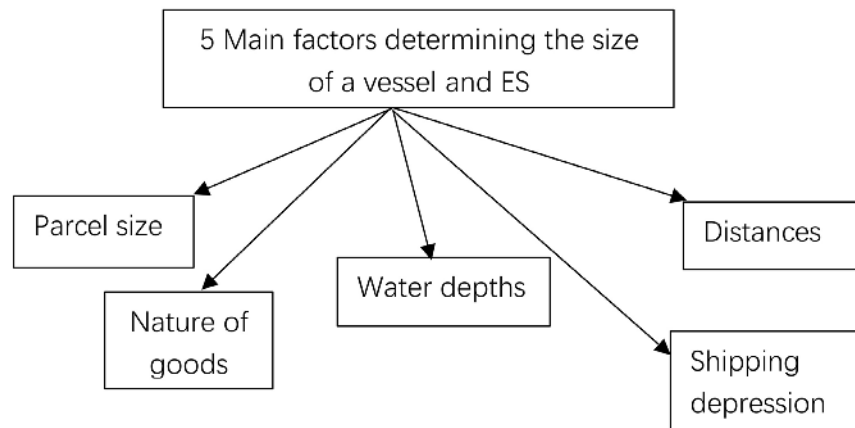 5 Main factors determining the size
of a vessel and ES
Parcel size
Nature of
goods
Water depths
Distances
Shipping
depression